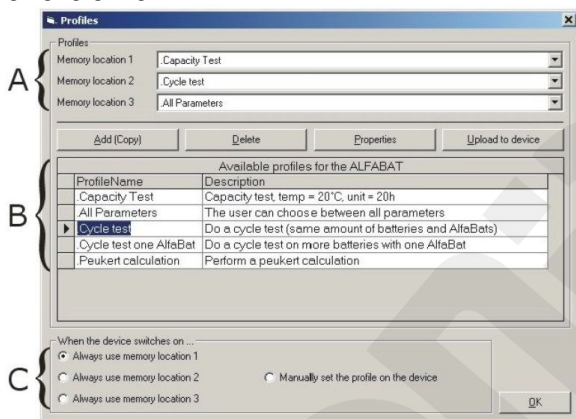 Profiles
Profiles
A
Memory location 1 .Capacity Test
Memory location 2 .Cycle test
Memory location 3 .All Parameters
Add (Copy) Delete Properties Upload to device
B
Available profiles for the ALFABAT
ProfileName Description
.Capacity Test Capacity test, temp = 20°C, unit = 20h
.All Parameters The user can choose between all parameters
.Cycle test Do a cycle test (same amount of batteries and AlfaBats)
.Cycle test one AlfaBat Do a cycle test on more batteries with one AlfaBat
.Peukert calculation Perform a peukert calculation
C
When the device switches on ...
Always use memory location 1
Always use memory location 2 Manually set the profile on the device
Always use memory location 3
OK